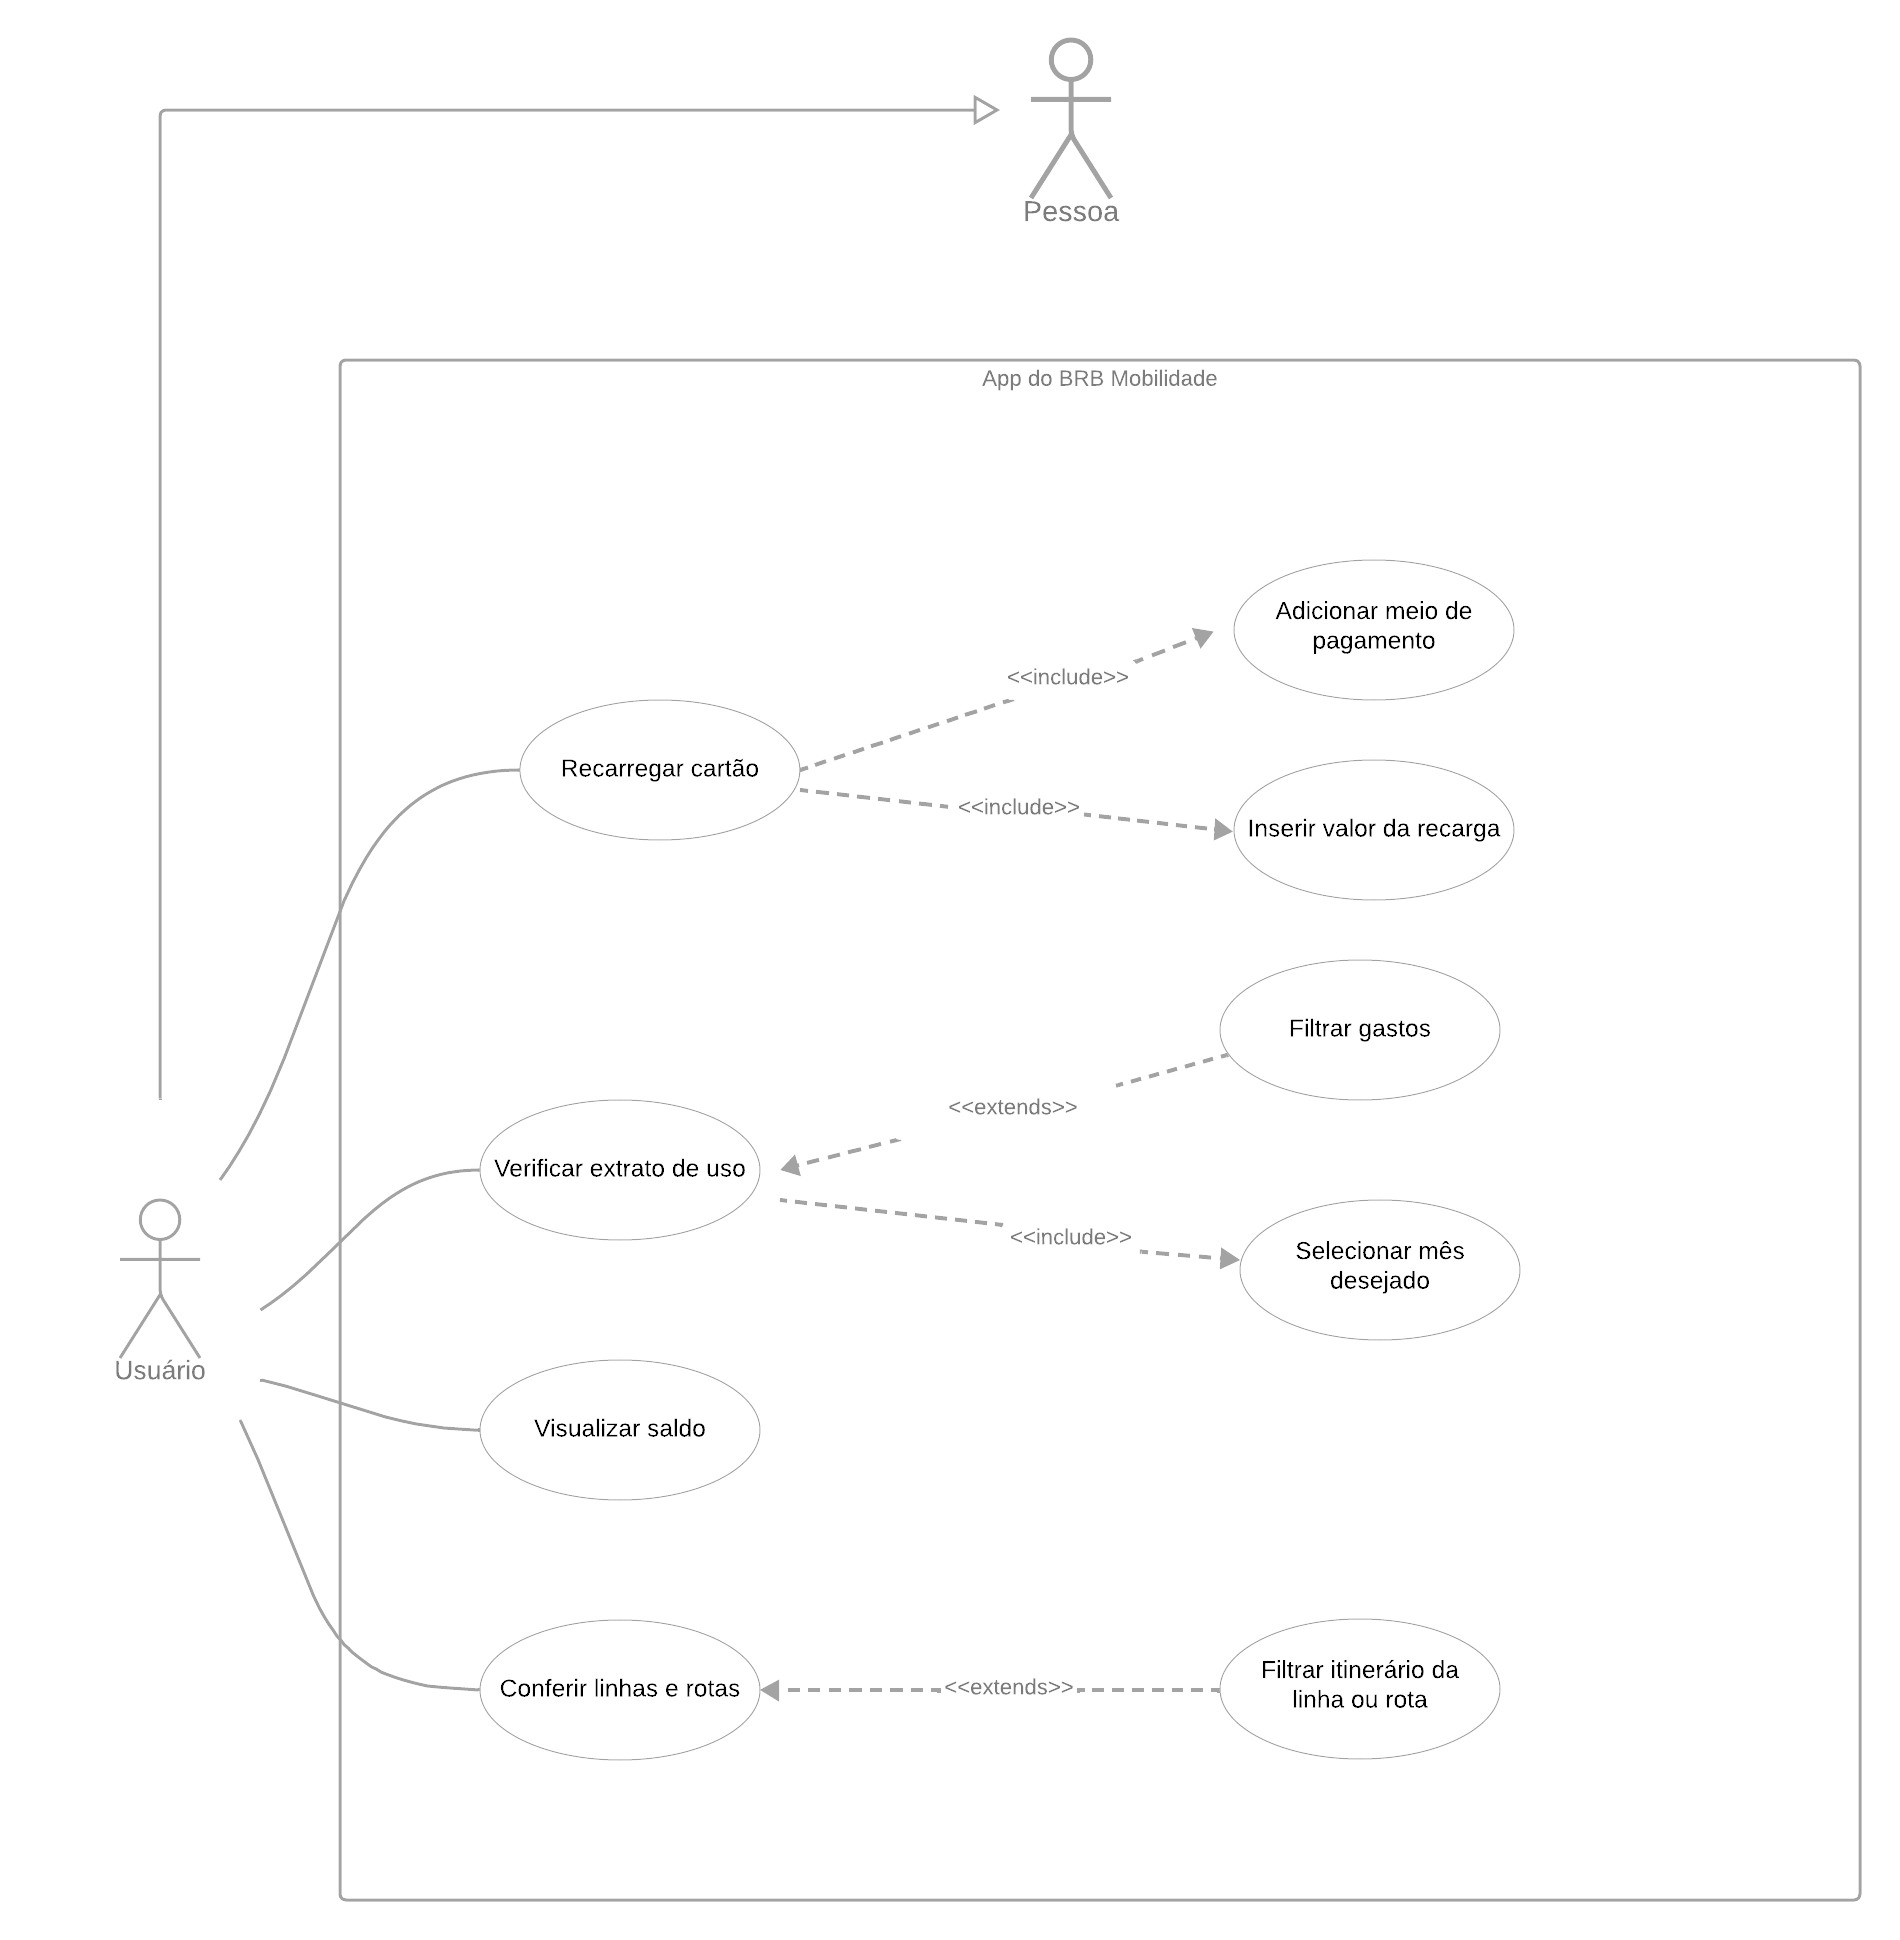 Pessoa
App do BRB Mobilidade
Adicionar meio de
pagamento
<<include>>
Recarregar cartão
<<include>>
Inserir valor da recarga
Filtrar gastos
<<extends>>
Verificar extrato de uso
<<include>>
Selecionar mês
desejado
Usuário
Visualizar saldo
Conferir linhas e rotas
<<extends>>
Filtrar itinerário da
linha ou rota